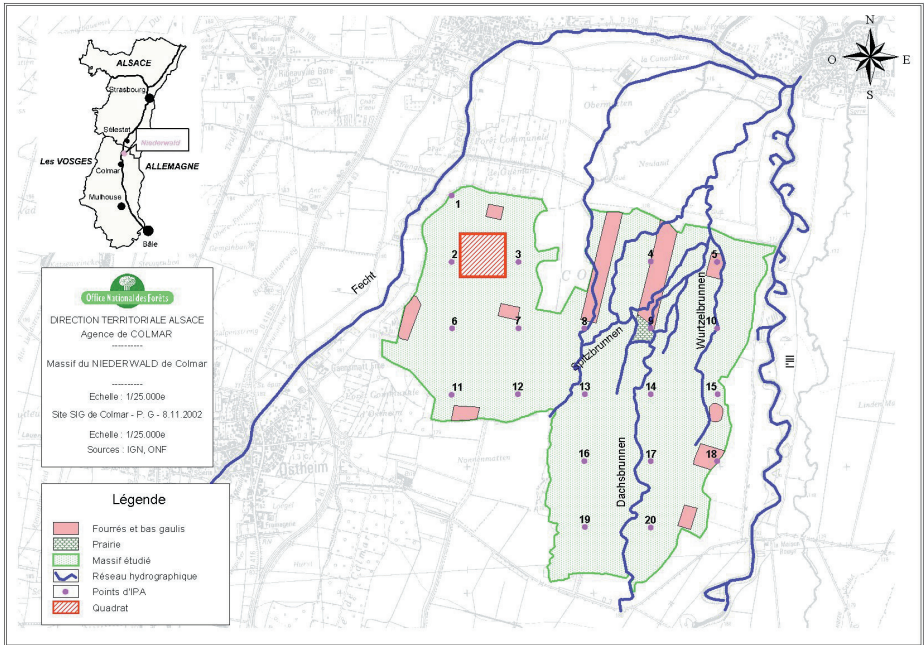 ALSACE
Strasbourg
Sélestat
Niederwald
Les VOSGES
ALLEMAGNE
Colmar
Mulhouse
Bâle
N
O
E
S
Office National des Forêts
DIRECTION TERRITORIALE ALSACE
Agence de COLMAR
----------
Massif du NIEDERWALD de Colmar
----------
Echelle : 1/25.000e
Site SIG de Colmar - P. G - 8.11.2002
Echelle : 1/25.000e
Sources : IGN, ONF
Légende
Fourrés et bas gaulis
Prairie
Massif étudié
Réseau hydrographique
Points d'IPA
Quadrat
Fecht
Spitzbrunnen
Wurtzelbrunnen
Dachsbrunnen
l'Ill
Ostheim
1
2
3
4
5
6
7
8
9
10
11
12
13
14
15
16
17
18
19
20